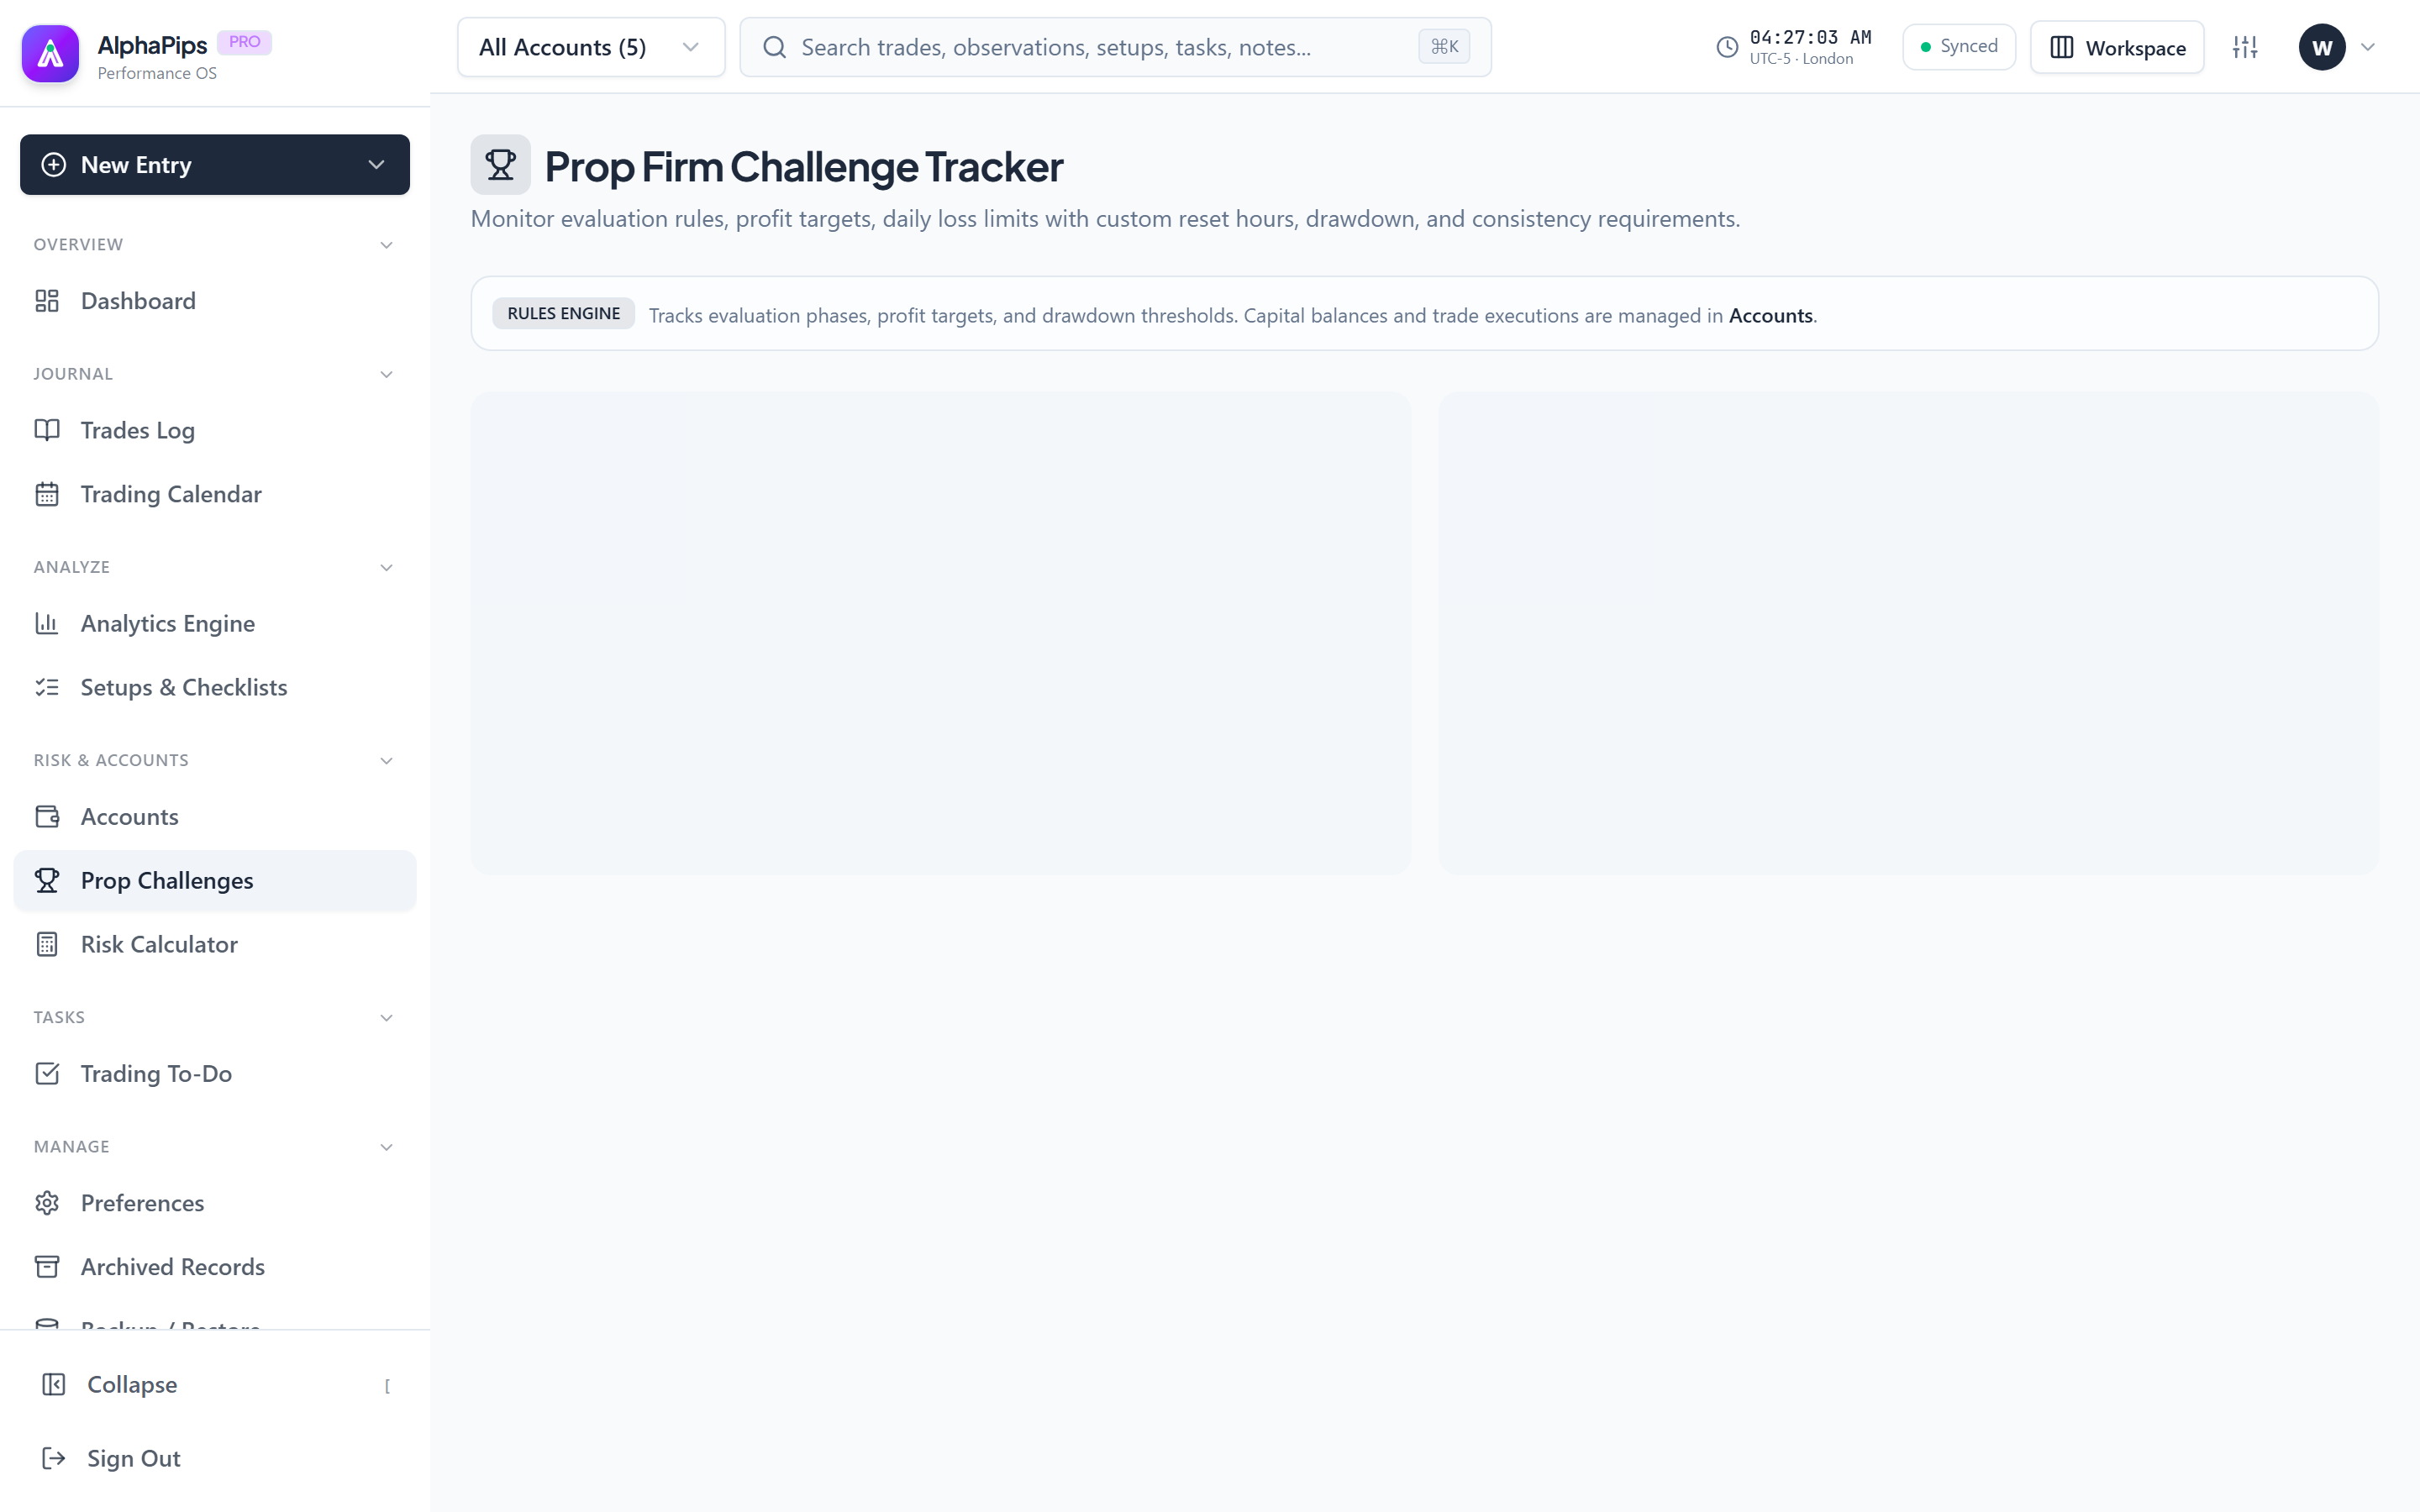 AlphaPips PRO
Performance OS
All Accounts (5)
Search trades, observations, setups, tasks, notes...
⌘K
04:27:03 AM
UTC-5 · London
Synced
Workspace
W
New Entry
OVERVIEW
Dashboard
JOURNAL
Trades Log
Trading Calendar
ANALYZE
Analytics Engine
Setups & Checklists
RISK & ACCOUNTS
Accounts
Prop Challenges
Risk Calculator
TASKS
Trading To-Do
MANAGE
Preferences
Archived Records
Backup / Restore
Collapse [
Sign Out
Prop Firm Challenge Tracker
Monitor evaluation rules, profit targets, daily loss limits with custom reset hours, drawdown, and consistency requirements.
RULES ENGINE Tracks evaluation phases, profit targets, and drawdown thresholds. Capital balances and trade executions are managed in Accounts.